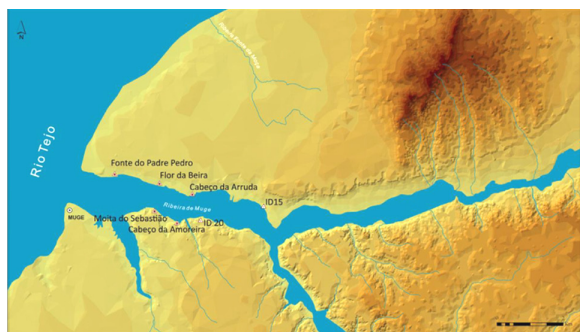 N
Rio Tejo
Fonte do Padre Pedro
Flor da Beira
Cabeço da Arruda
ID15
Ribeira de Muge
MUGE
Moita do Sebastião
ID 20
Cabeço da Amoreira